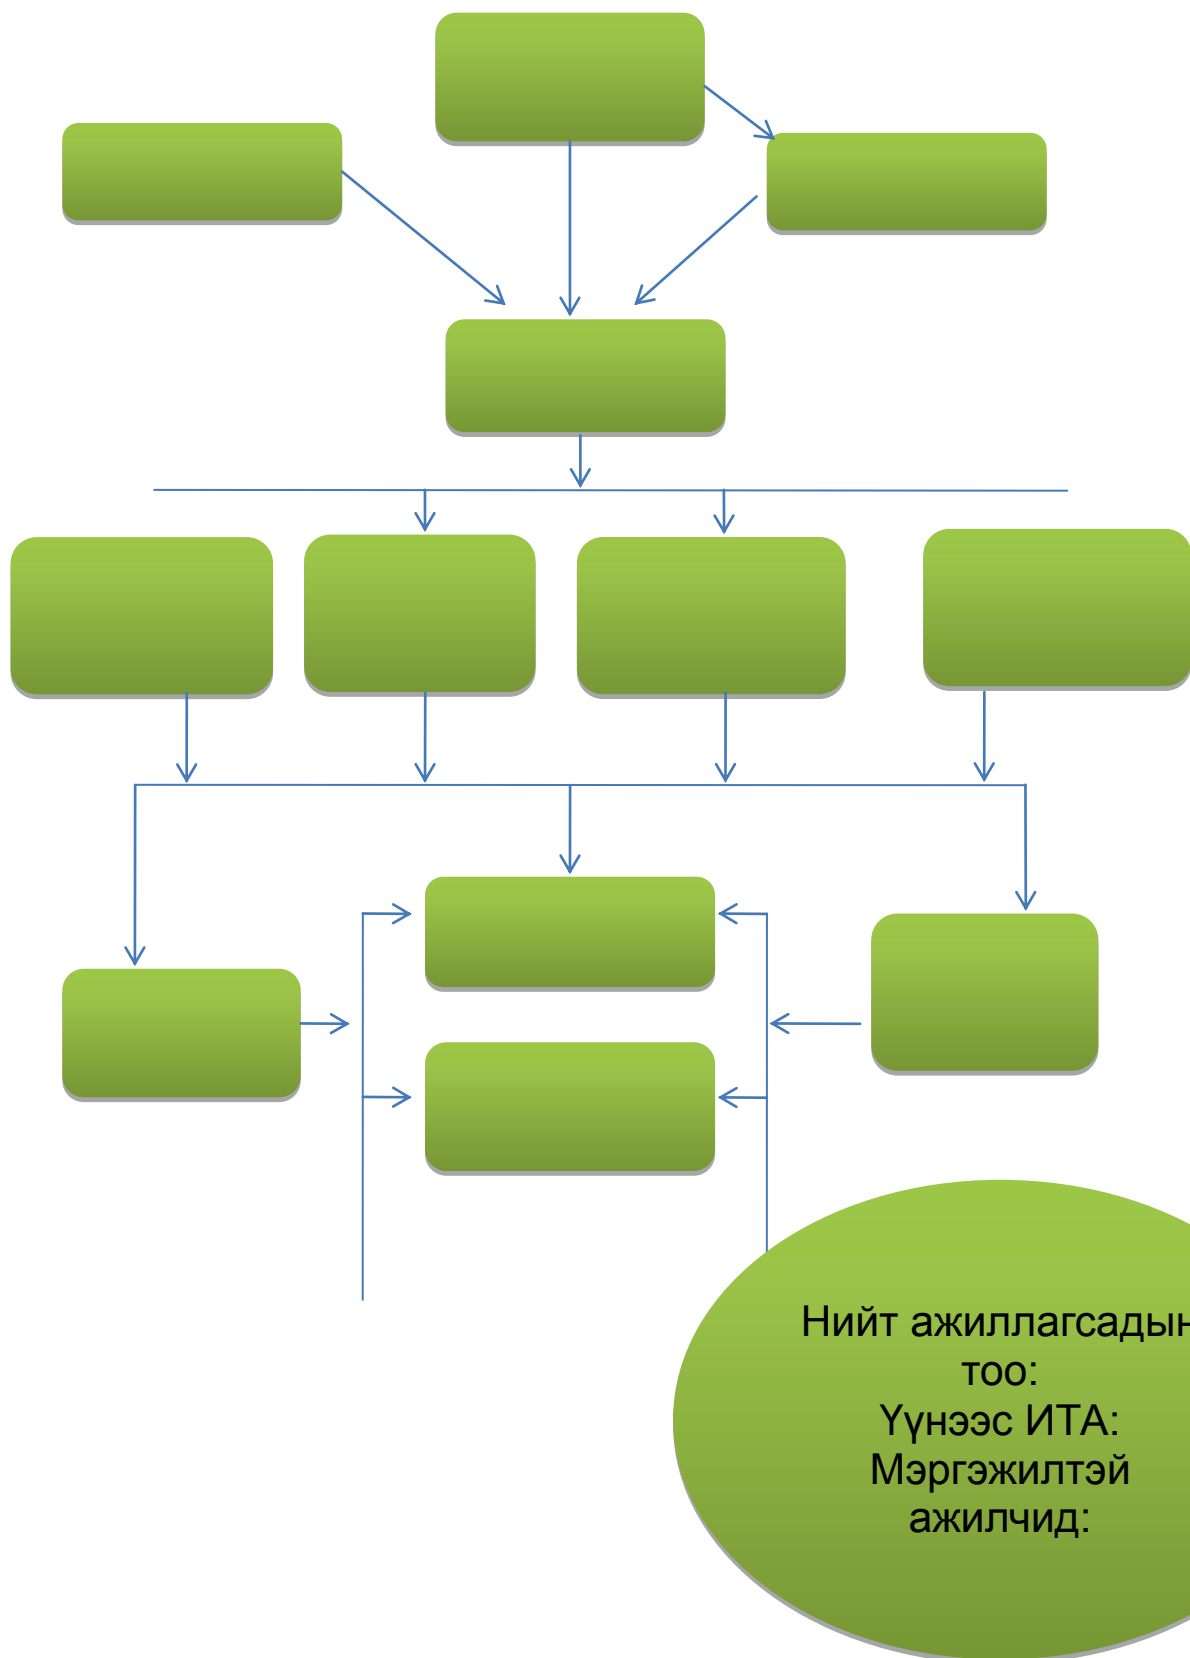 Нийт ажиллагсадын
тоо:
Үүнээс ИТА:
Мэргэжилтэй
ажилчид: